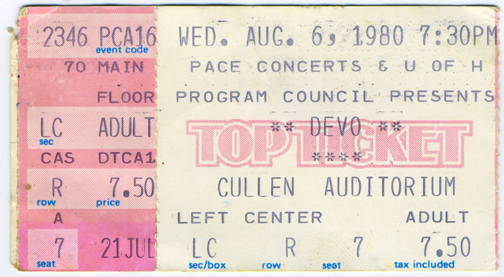 2346 PCA16 WED. AUG. 6, 1980 7:30PM
event code
70 MAIN PACE CONCERTS & U OF H
FLOOR PROGRAM COUNCIL PRESENTS
LC ADULT ** DEVO **
sec
TOP TICKET
****
CAS DTCA1
R 7.50 CULLEN AUDITORIUM
row price
A LEFT CENTER ADULT
7 21JUL LC R 7 7.50
seat sec/box row seat tax included